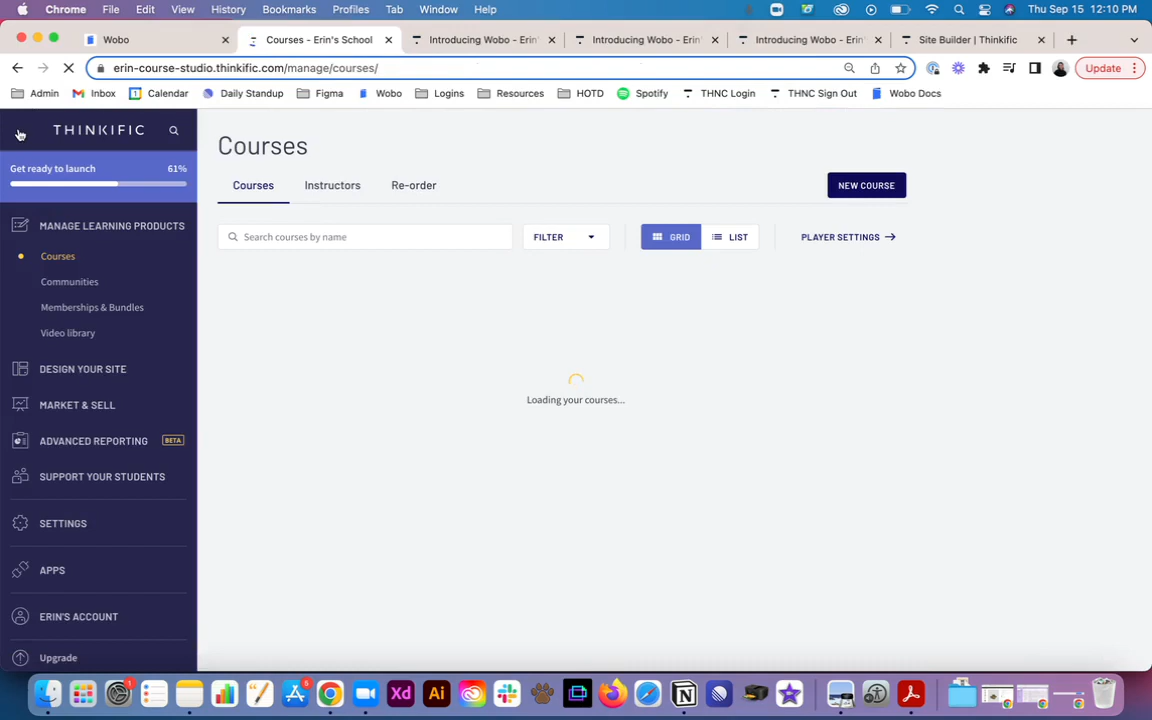 Chrome File Edit View History Bookmarks Profiles Tab Window Help Thu Sep 15 12:10 PM
Wobo Courses - Erin's School Introducing Wobo - Erin' Introducing Wobo - Erin' Introducing Wobo - Erin' Site Builder | Thinkific
erin-course-studio.thinkific.com/manage/courses/ Update
Admin Inbox Calendar Daily Standup Figma Wobo Logins Resources HOTD Spotify THNC Login THNC Sign Out Wobo Docs
THINKIFIC
Get ready to launch 61%
MANAGE LEARNING PRODUCTS
Courses
Communities
Memberships & Bundles
Video library
DESIGN YOUR SITE
MARKET & SELL
ADVANCED REPORTING BETA
SUPPORT YOUR STUDENTS
SETTINGS
APPS
ERIN'S ACCOUNT
Upgrade
Courses
Courses Instructors Re-order NEW COURSE
Search courses by name FILTER GRID LIST PLAYER SETTINGS
Loading your courses...